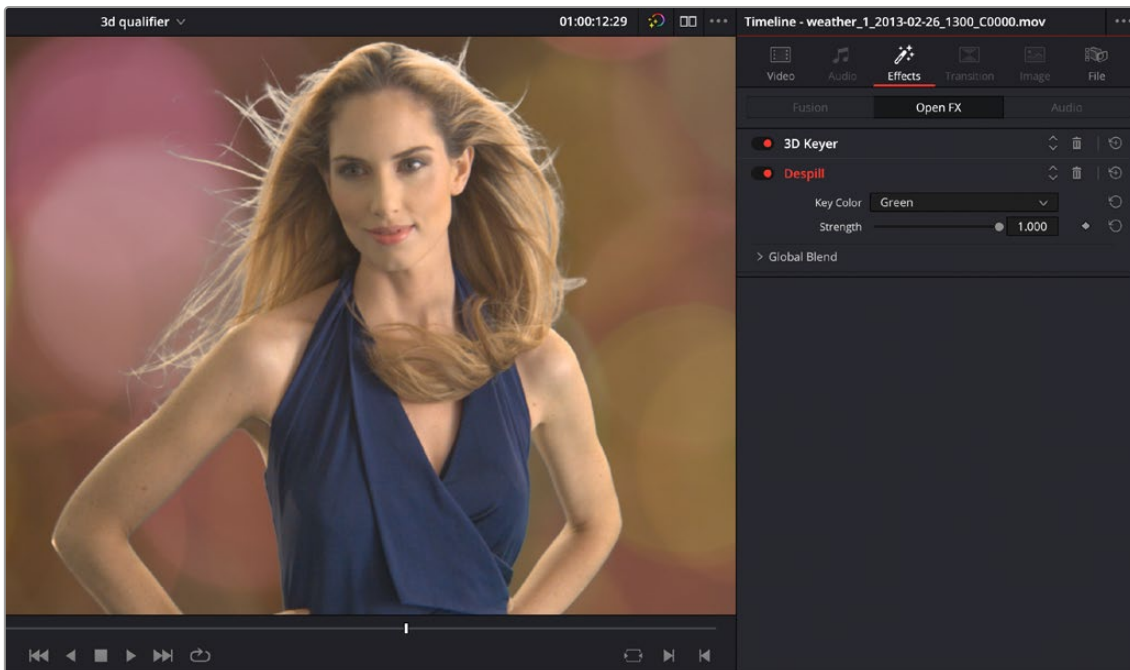 3d qualifier
01:00:12:29
Timeline - weather_1_2013-02-26_1300_C0000.mov
Video Audio Effects Transition Image File
Fusion Open FX Audio
3D Keyer
Despill
Key Color Green
Strength 1.000
Global Blend